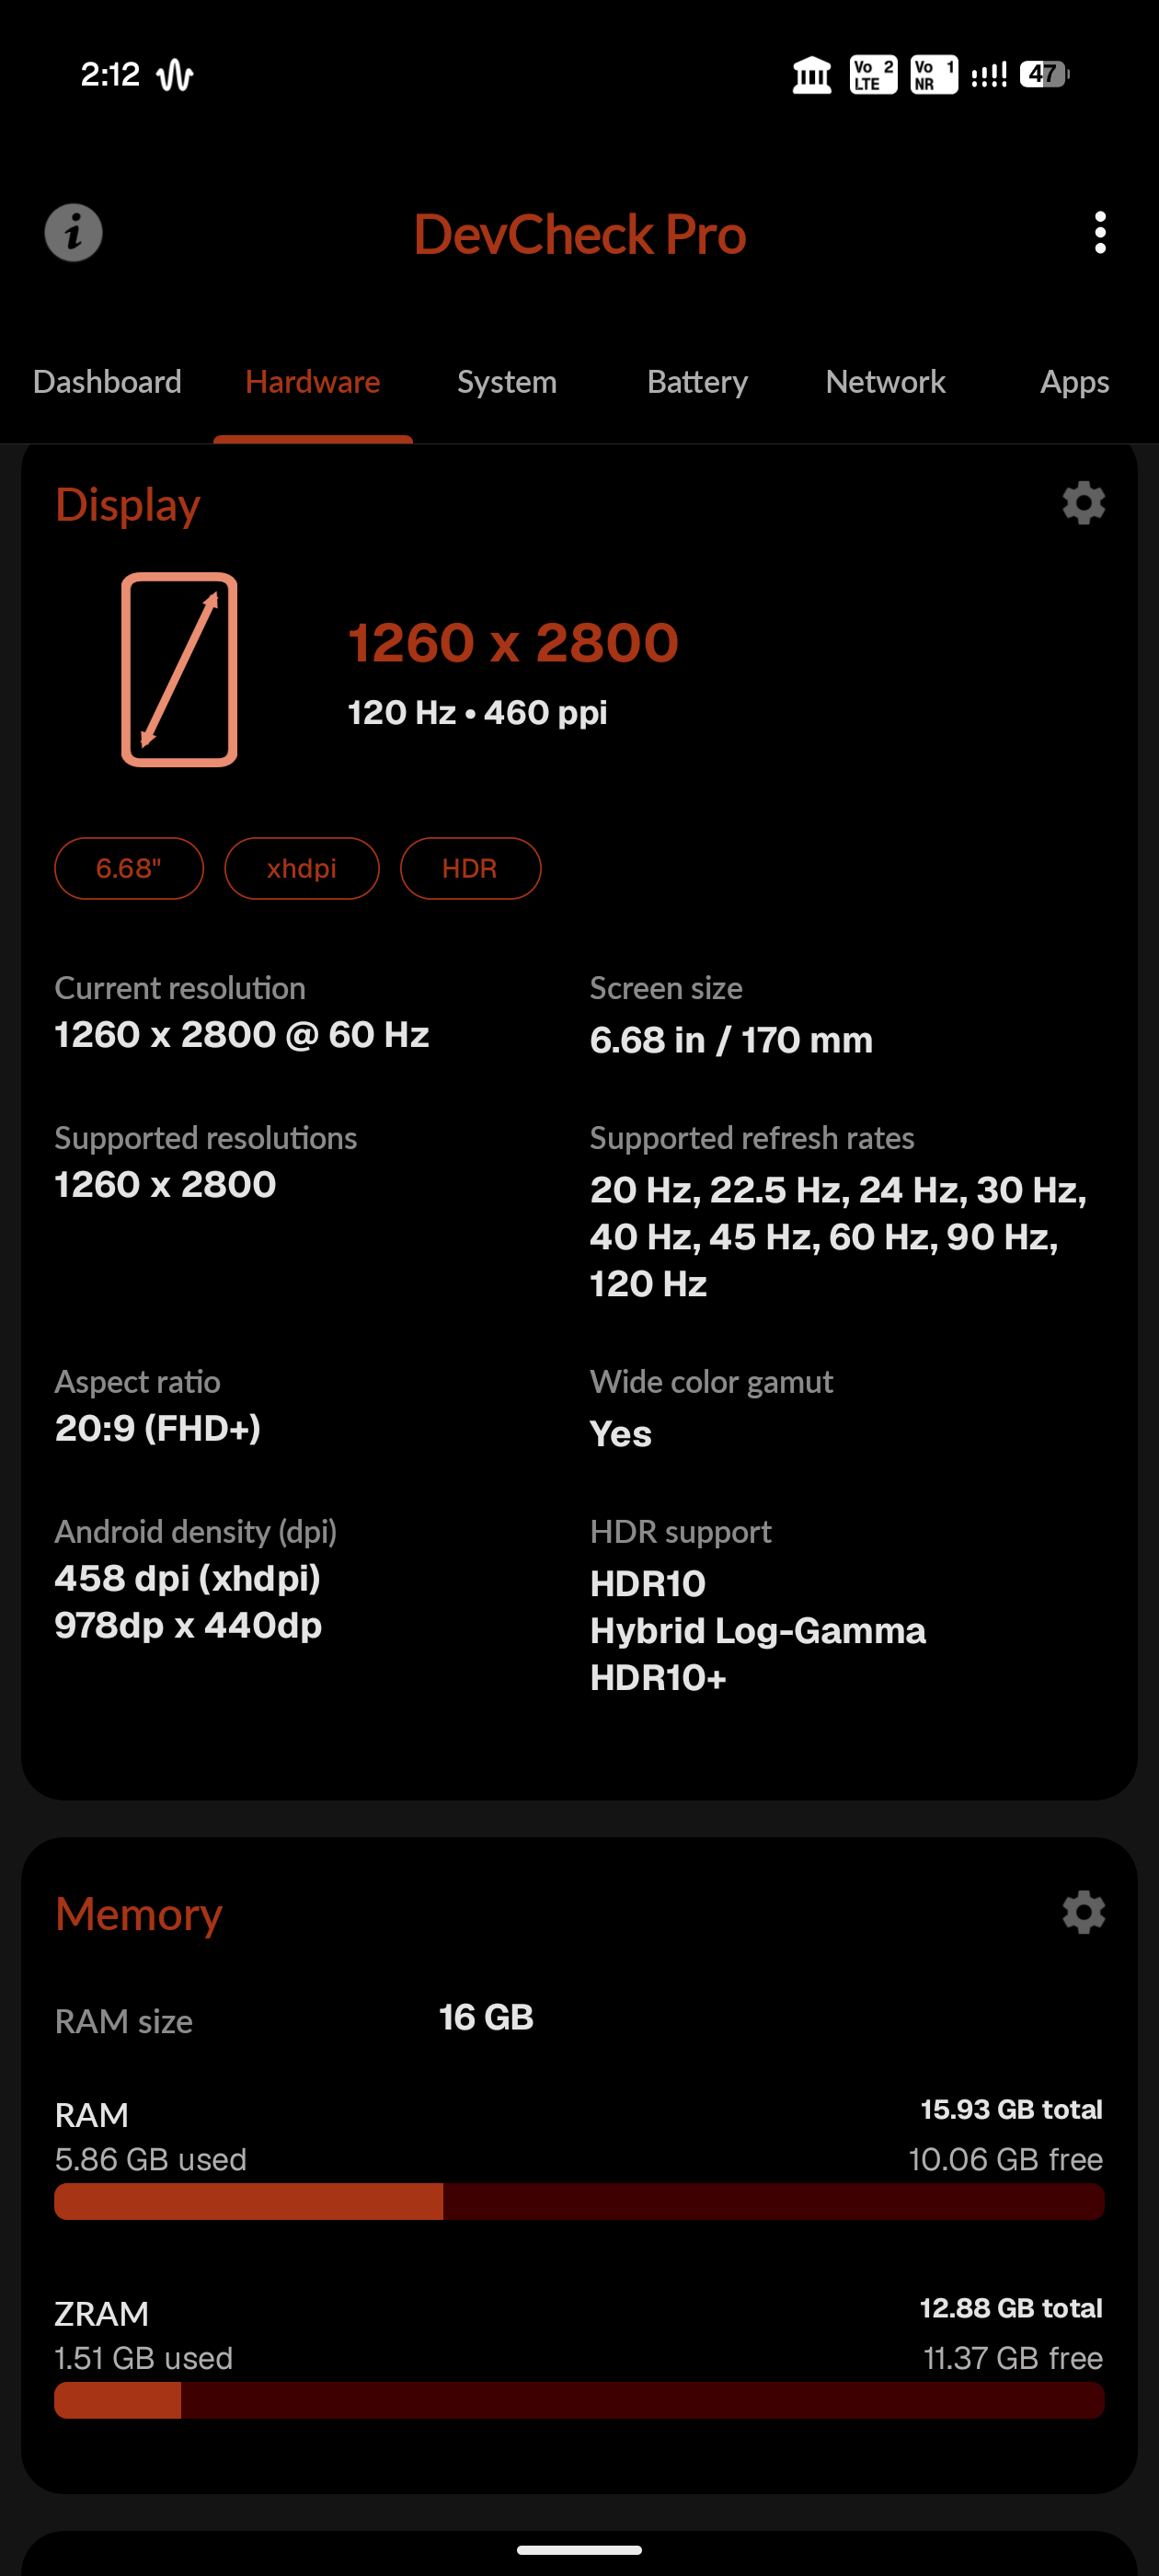 2:12
Vo 2
LTE
Vo 1
NR
47
DevCheck Pro
Dashboard Hardware System Battery Network Apps
Display
1260 x 2800
120 Hz • 460 ppi
6.68" xhdpi HDR
Current resolution
1260 x 2800 @ 60 Hz
Screen size
6.68 in / 170 mm
Supported resolutions
1260 x 2800
Supported refresh rates
20 Hz, 22.5 Hz, 24 Hz, 30 Hz,
40 Hz, 45 Hz, 60 Hz, 90 Hz,
120 Hz
Aspect ratio
20:9 (FHD+)
Wide color gamut
Yes
Android density (dpi)
458 dpi (xhdpi)
978dp x 440dp
HDR support
HDR10
Hybrid Log-Gamma
HDR10+
Memory
RAM size 16 GB
RAM 15.93 GB total
5.86 GB used 10.06 GB free
ZRAM 12.88 GB total
1.51 GB used 11.37 GB free